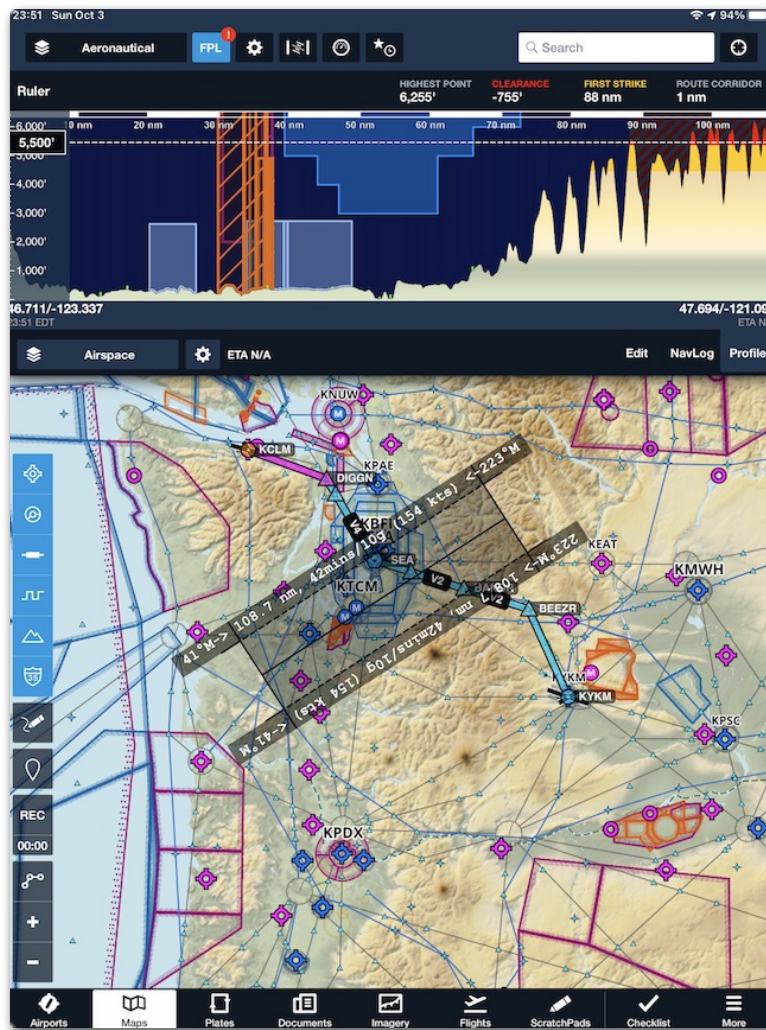 23:51 Sun Oct 3
94%
Aeronautical
FPL
!
Search
Ruler
HIGHEST POINT
6,255'
CLEARANCE
-755'
FIRST STRIKE
88 nm
ROUTE CORRIDOR
1 nm
6,000'
0 nm 20 nm 30 nm 40 nm 50 nm 60 nm 70 nm 80 nm 90 nm 100 nm
5,500'
5,000'
4,000'
3,000'
2,000'
1,000'
46.711/-123.337
47.694/-121.09
23:51 EDT
ETA N
Airspace
ETA N/A
Edit
NavLog
Profile
KNUW
M
M
KCLM
KPAE
DIGGN
V4
KBFI
SEA
KTCM
M
M
V2
V2
BEEZR
KEAT
KMWH
41°M-> 108.7 nm, 42mins/10g (154 kts) <-223°M
223°M-> 108.7 nm, 42mins/10g (154 kts) <-41°M
M
KYKM
KYKM
KPSC
KPDX
REC
00:00
+
-
Airports
Maps
Plates
Documents
Imagery
Flights
ScratchPads
Checklist
More